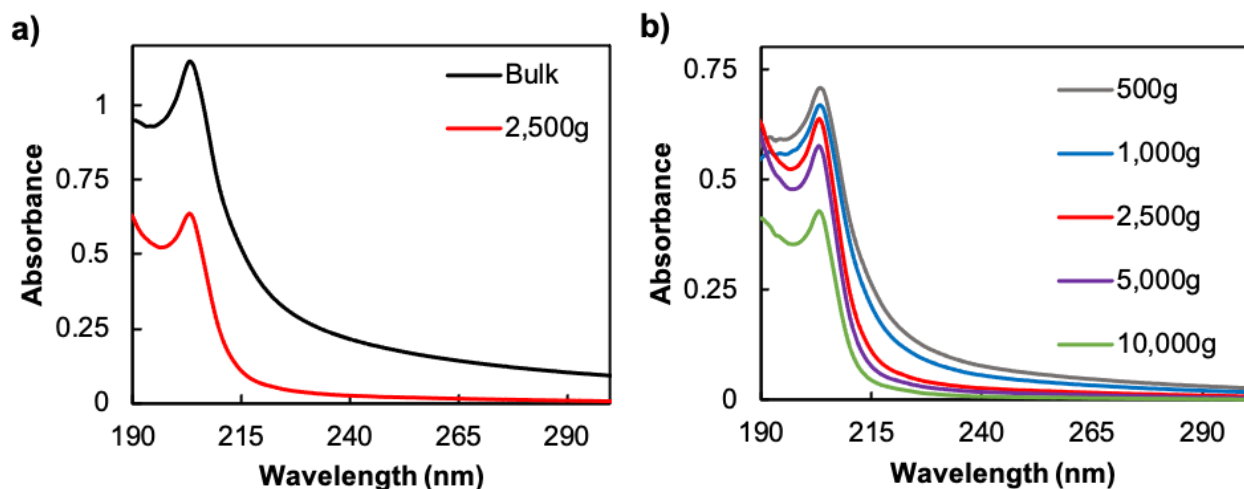 a)
Absorbance
1
0.75
0.5
0.25
0
190
215
240
265
290
Wavelength (nm)
Bulk
2,500g
b)
Absorbance
0.75
0.5
0.25
0
190
215
240
265
290
Wavelength (nm)
500g
1,000g
2,500g
5,000g
10,000g